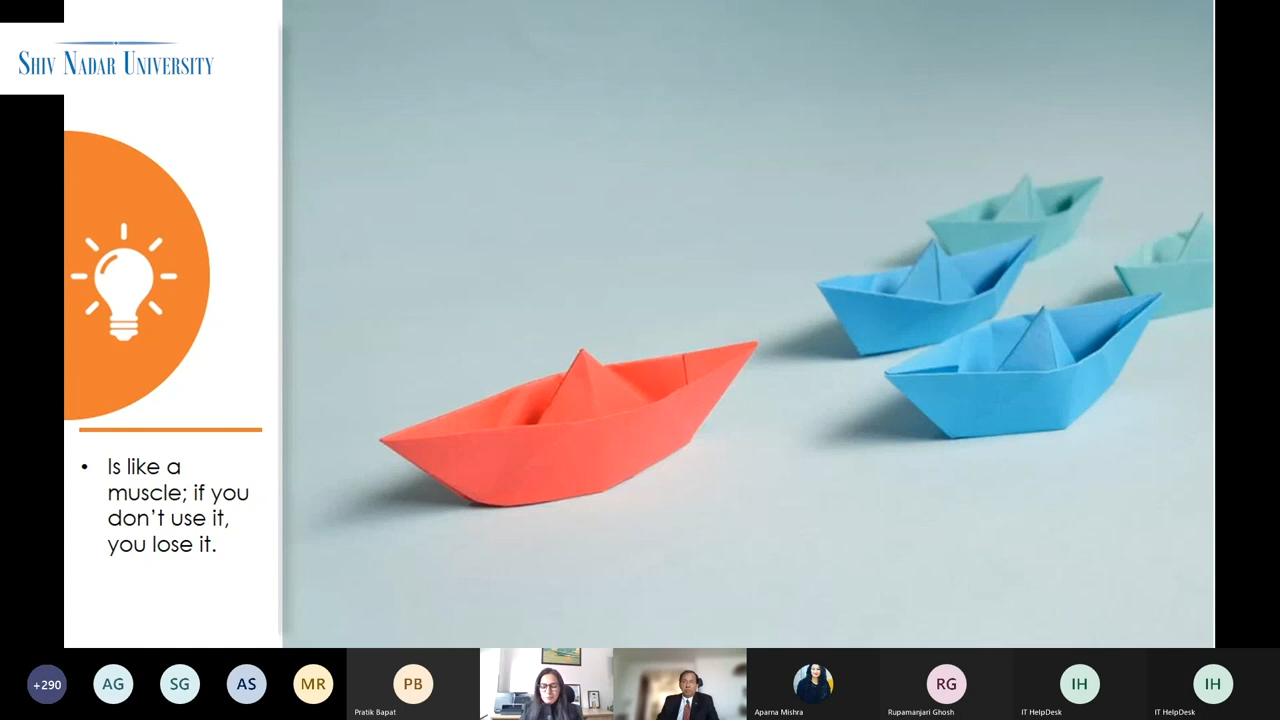 SHIV NADAR UNIVERSITY
• Is like a
muscle; if you
don’t use it,
you lose it.
+290
AG
SG
AS
MR
PB
Pratik Bapat
Aparna Mishra
RG
Rupamanjari Ghosh
IH
IT HelpDesk
IH
IT HelpDesk